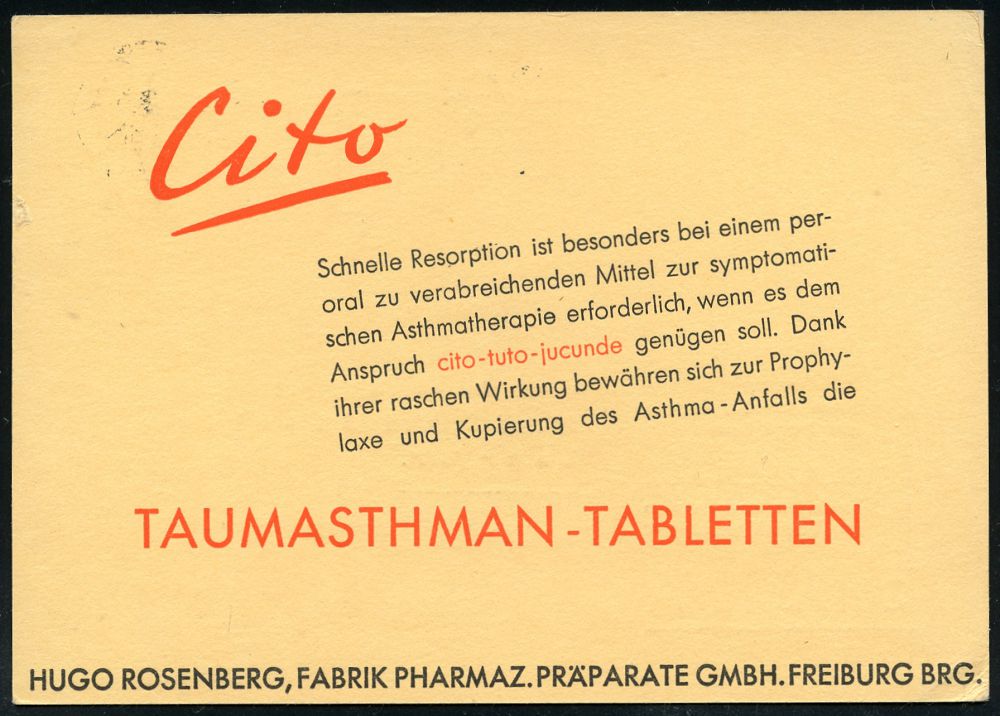 Cito
Schnelle Resorption ist besonders bei einem per-
oral zu verabreichenden Mittel zur symptomati-
schen Asthmatherapie erforderlich, wenn es dem
Anspruch cito-tuto-jucunde genügen soll. Dank
ihrer raschen Wirkung bewähren sich zur Prophy-
laxe und Kupierung des Asthma-Anfalls die
TAUMASTHMAN-TABLETTEN
HUGO ROSENBERG, FABRIK PHARMAZ. PRÄPARATE GMBH. FREIBURG BRG.